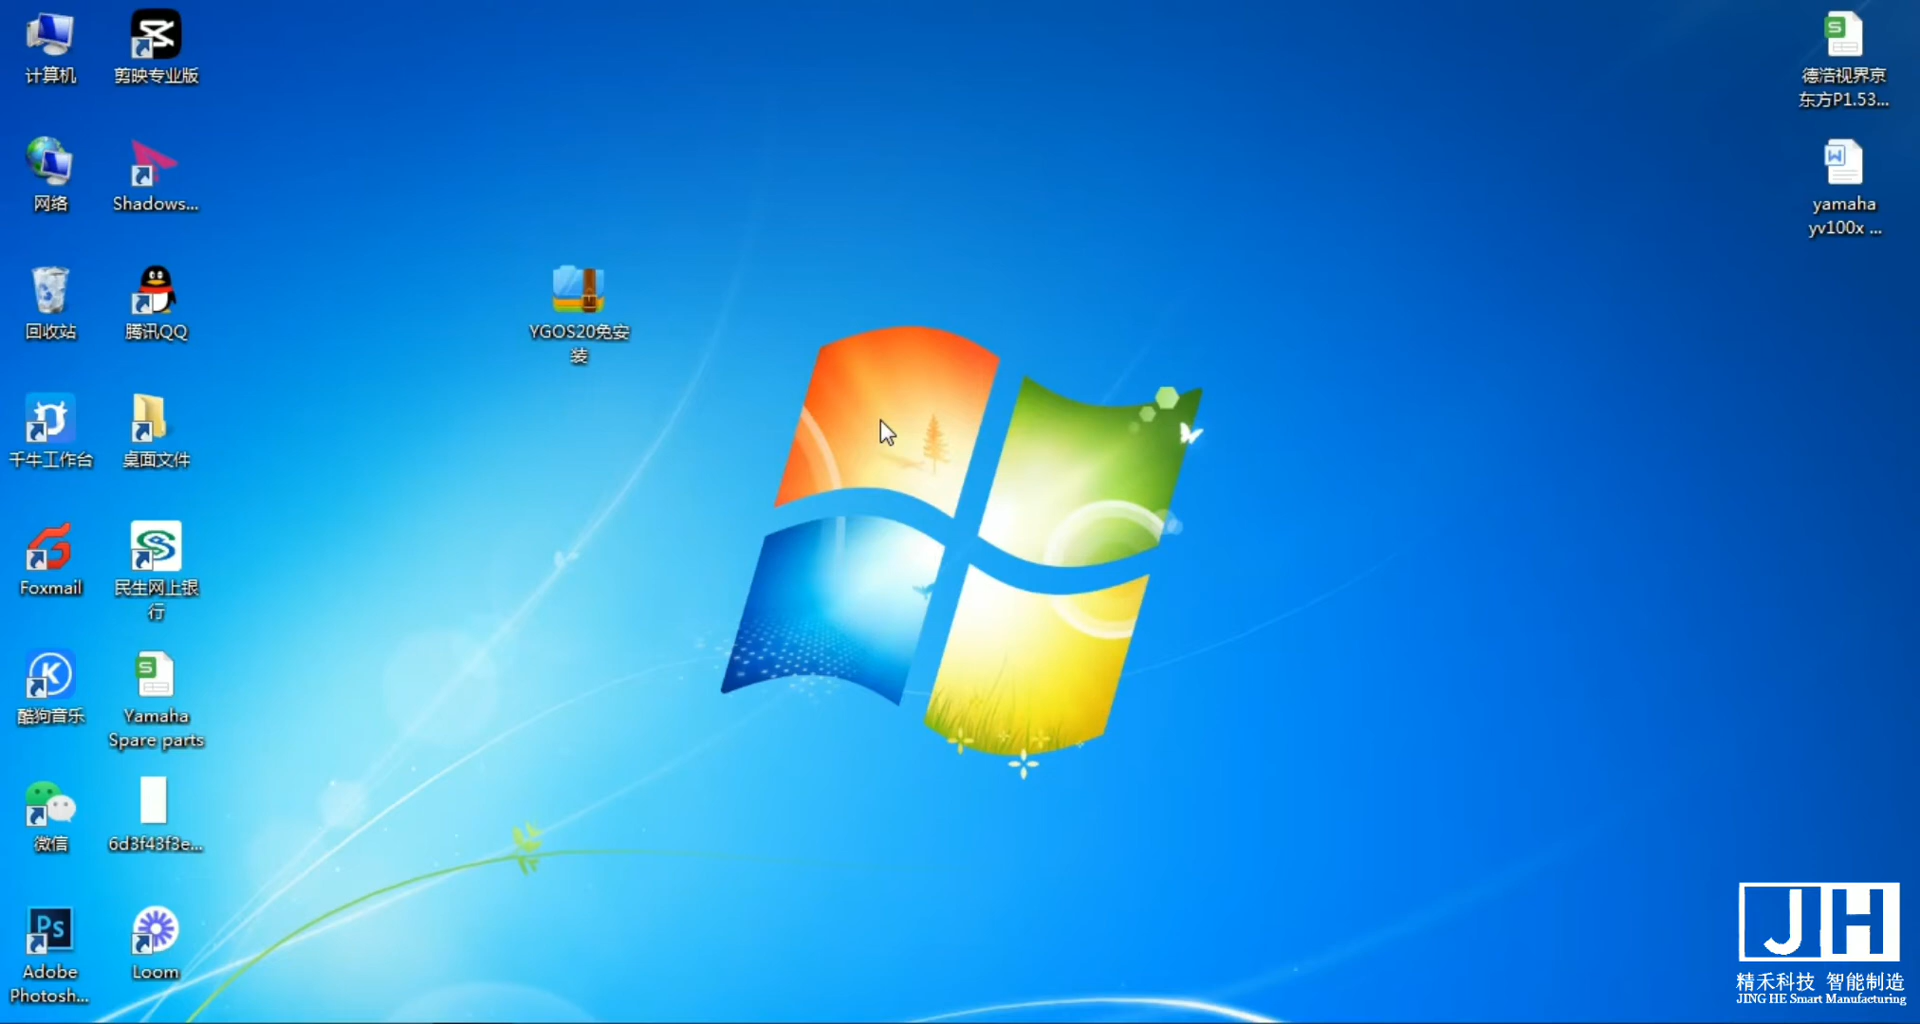 计算机
剪映专业版
网络
Shadows...
回收站
腾讯QQ
千牛工作台
桌面文件
Foxmail
民生网上银
行
酷狗音乐
Yamaha
Spare parts
微信
6d3f43f3e...
Ps
Adobe
Photosh...
Loom
YGOS20免安
装
S
德浩视界京
东方P1.53...
W
yamaha
yv100x ...
JH
精禾科技 智能制造
JING HE Smart Manufacturing